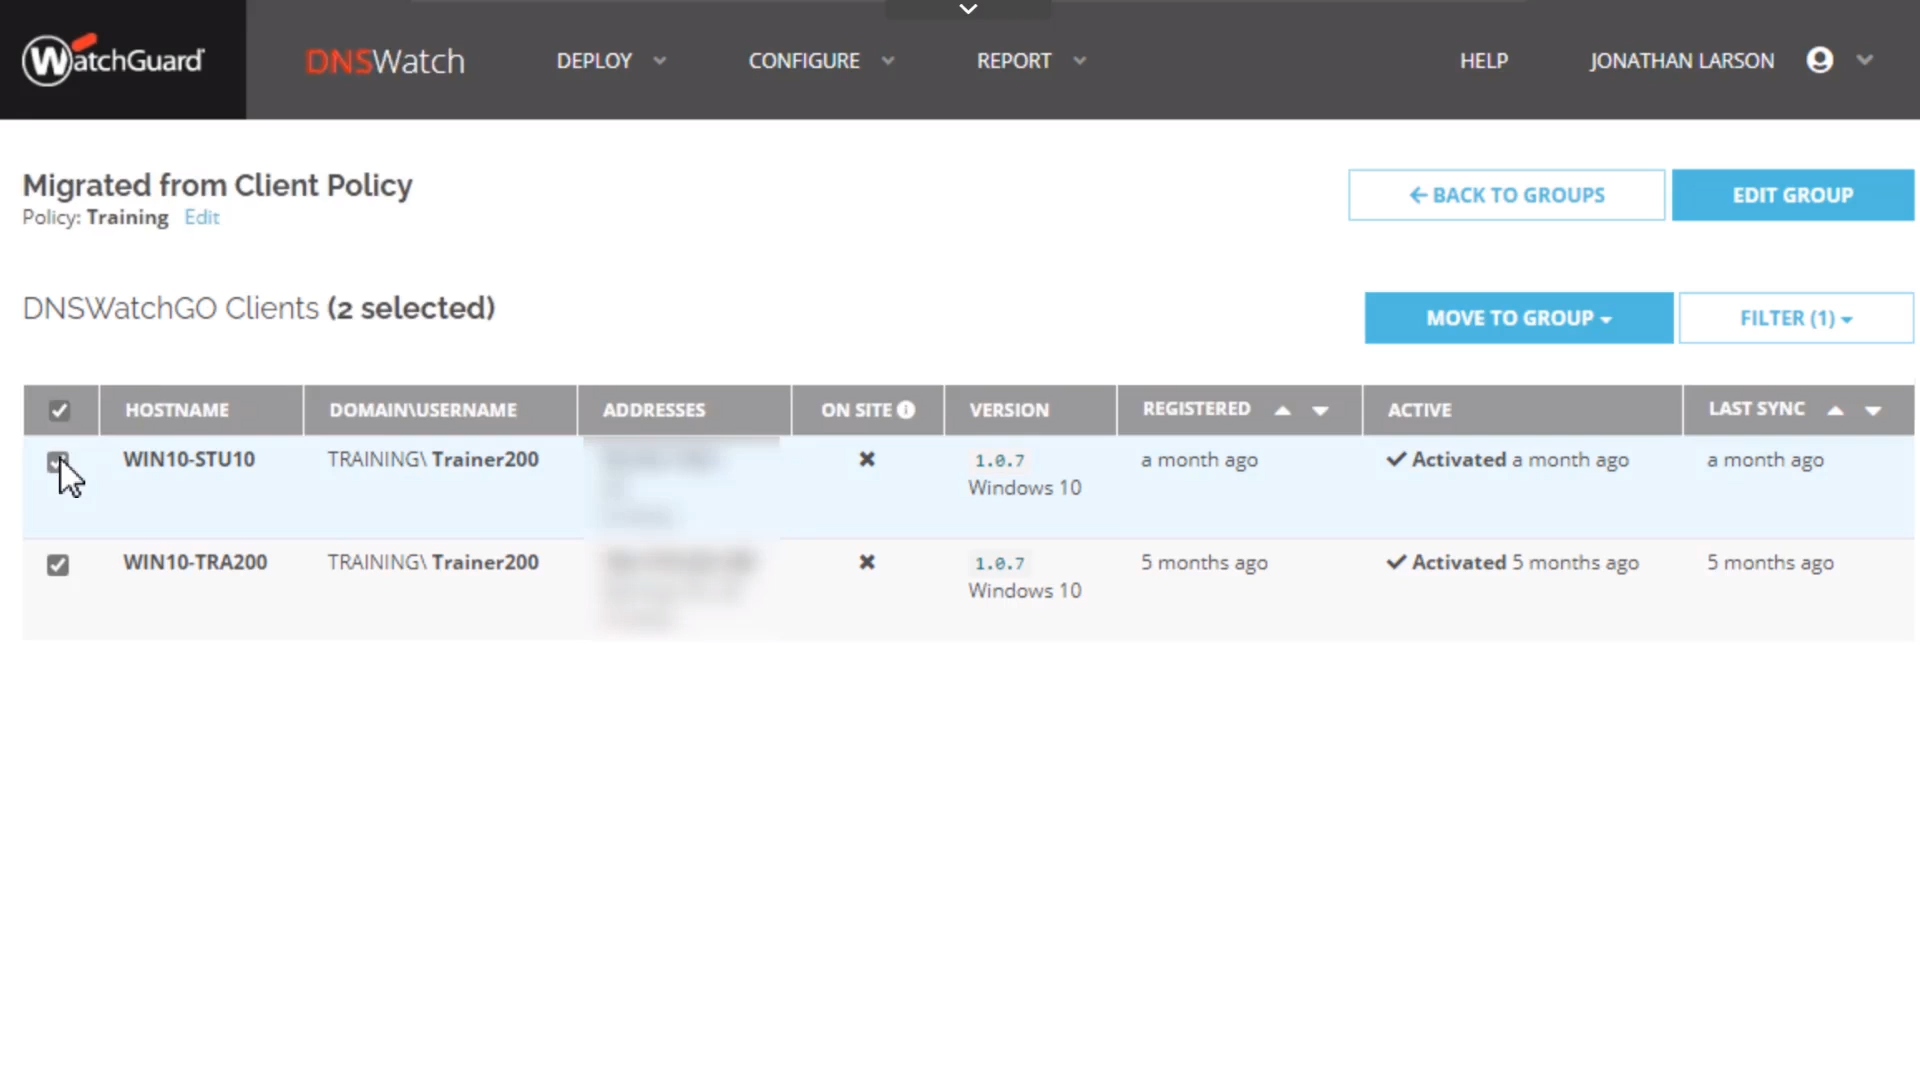 WatchGuard
DNSWatch
DEPLOY
CONFIGURE
REPORT
HELP
JONATHAN LARSON
Migrated from Client Policy
Policy: Training Edit
BACK TO GROUPS
EDIT GROUP
DNSWatchGO Clients (2 selected)
MOVE TO GROUP
FILTER (1)
HOSTNAME DOMAIN\USERNAME ADDRESSES ON SITE VERSION REGISTERED ACTIVE LAST SYNC
WIN10-STU10 TRAINING\ Trainer200 1.0.7 a month ago Activated a month ago a month ago
Windows 10
WIN10-TRA200 TRAINING\ Trainer200 1.0.7 5 months ago Activated 5 months ago 5 months ago
Windows 10